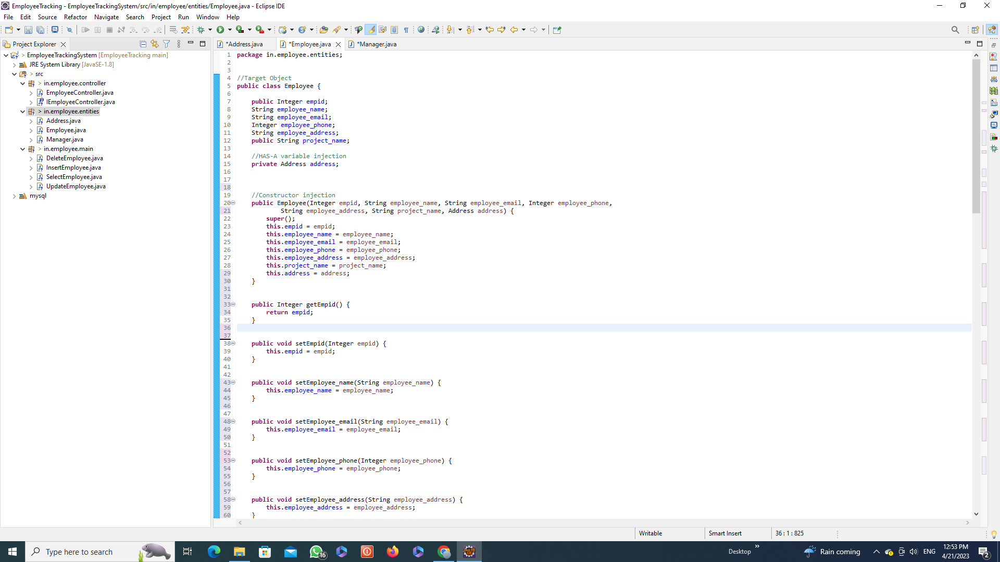 EmployeeTracking - EmployeeTrackingSystem/src/in/employee/entities/Employee.java - Eclipse IDE
File Edit Source Refactor Navigate Search Project Run Window Help
Project Explorer
> EmployeeTrackingSystem [EmployeeTracking main]
JRE System Library [JavaSE-1.8]
> src
> in.employee.controller
EmployeeController.java
IEmployeeController.java
> in.employee.entities
Address.java
Employee.java
Manager.java
> in.employee.main
DeleteEmployee.java
InsertEmployee.java
SelectEmployee.java
UpdateEmployee.java
mysql
*Address.java *Employee.java *Manager.java
1 package in.employee.entities;
2
3
4 //Target Object
5 public class Employee {
6
7 public Integer empid;
8 String employee_name;
9 String employee_email;
10 Integer employee_phone;
11 String employee_address;
12 public String project_name;
13
14 //HAS-A variable injection
15 private Address address;
16
17
18
19 //Constructor injection
20 public Employee(Integer empid, String employee_name, String employee_email, Integer employee_phone,
21 String employee_address, String project_name, Address address) {
22 super();
23 this.empid = empid;
24 this.employee_name = employee_name;
25 this.employee_email = employee_email;
26 this.employee_phone = employee_phone;
27 this.employee_address = employee_address;
28 this.project_name = project_name;
29 this.address = address;
30 }
31
32
33 public Integer getEmpid() {
34 return empid;
35 }
36
37
38 public void setEmpid(Integer empid) {
39 this.empid = empid;
40 }
41
42
43 public void setEmployee_name(String employee_name) {
44 this.employee_name = employee_name;
45 }
46
47
48 public void setEmployee_email(String employee_email) {
49 this.employee_email = employee_email;
50 }
51
52
53 public void setEmployee_phone(Integer employee_phone) {
54 this.employee_phone = employee_phone;
55 }
56
57
58 public void setEmployee_address(String employee_address) {
59 this.employee_address = employee_address;
60 }
Writable Smart Insert 36 : 1 : 825
Type here to search
16
Desktop
Rain coming
ENG
12:53 PM
4/21/2023
2